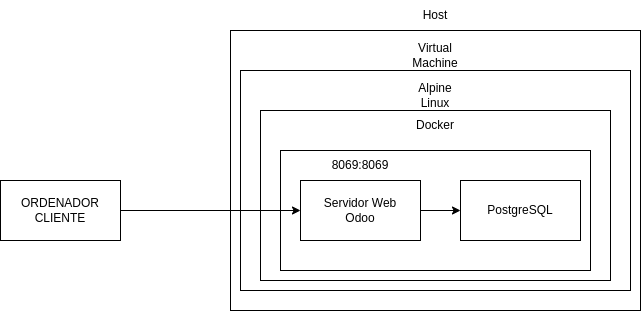 Host
Virtual
Machine
Alpine
Linux
Docker
8069:8069
ORDENADOR
CLIENTE
Servidor Web
Odoo
PostgreSQL